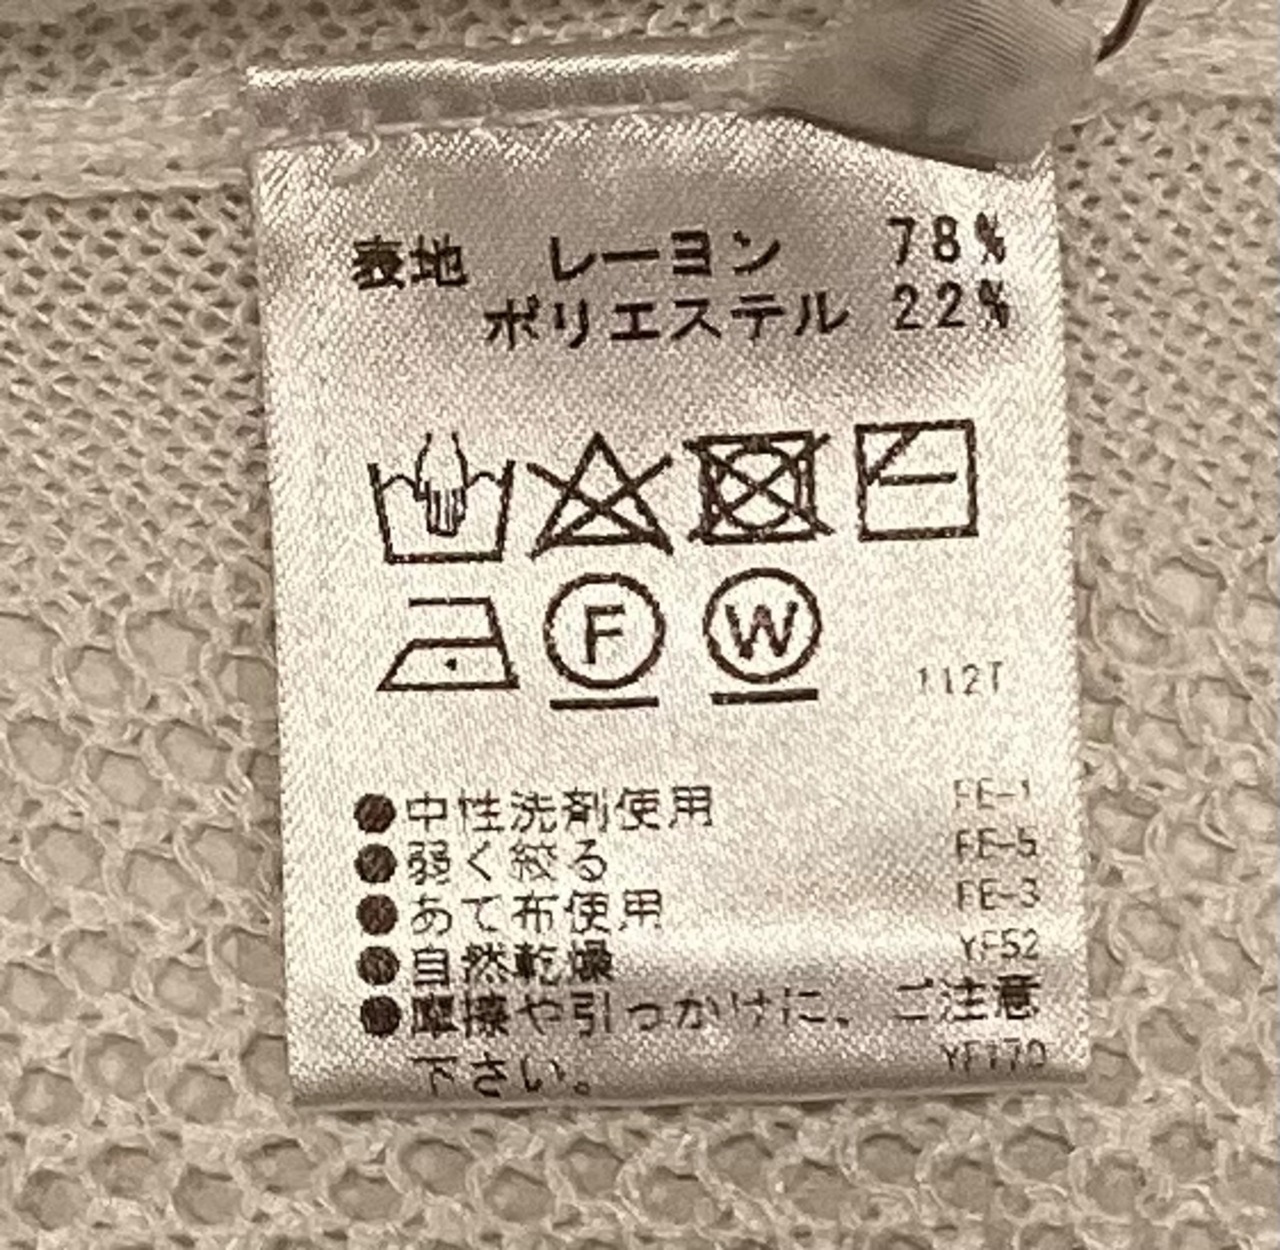 表地 レーヨン 78%
ポリエステル 22%
F W
112T
●中性洗剤使用 FE-1
●弱く絞る FE-5
●あて布使用 FE-3
●自然乾燥 YF52
●摩擦や引っかけに、ご注意
下さい。 YF170